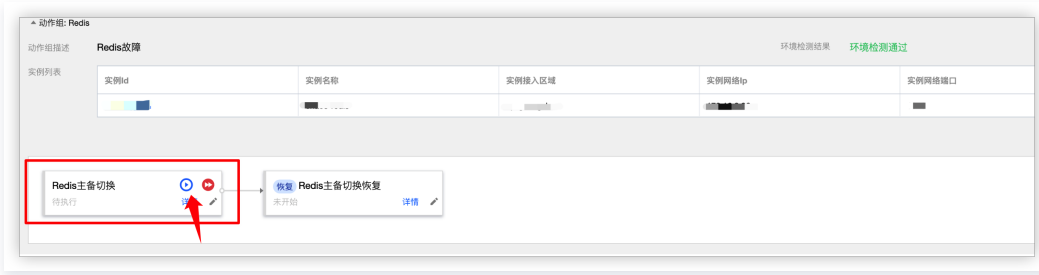 动作组: Redis
动作组描述 Redis故障 环境检测结果 环境检测通过
实例列表
实例Id 实例名称 实例接入区域 实例网络Ip 实例网络端口
Redis主备切换
待执行
恢复 Redis主备切换恢复
未开始 详情